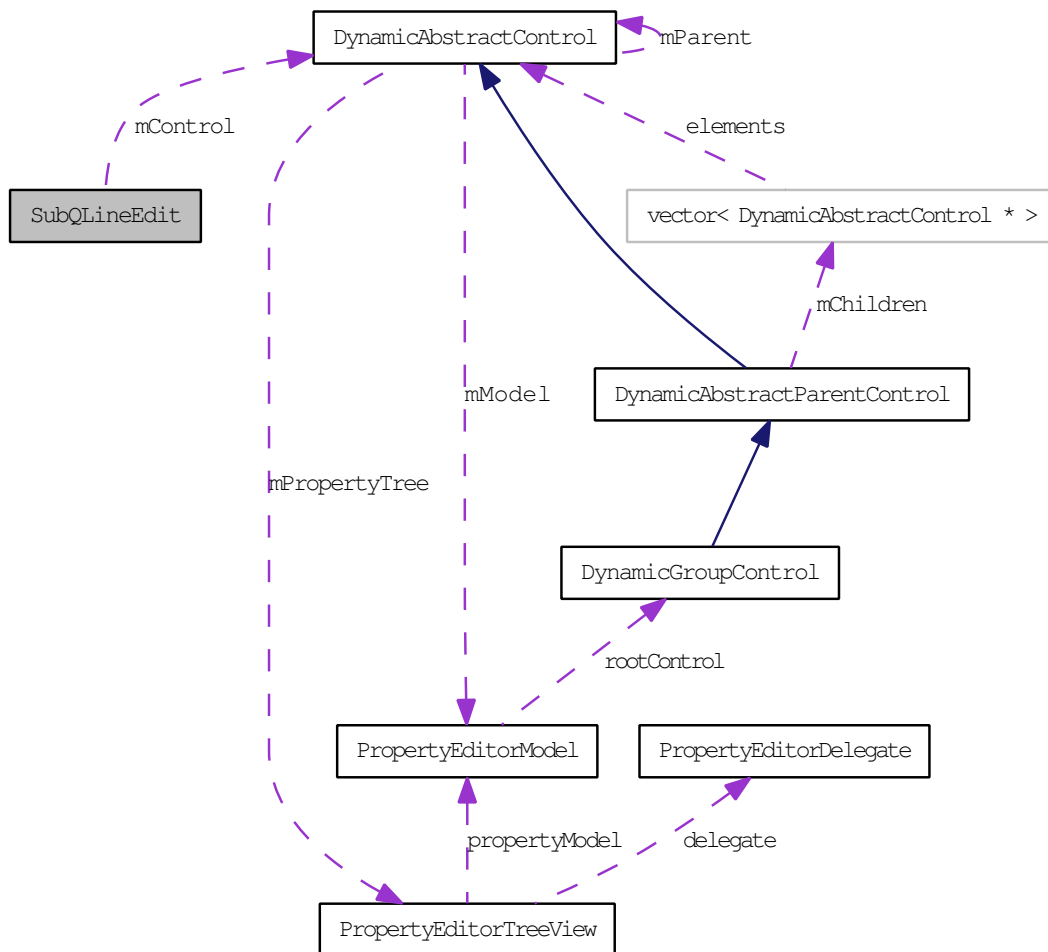 DynamicAbstractControl
mParent
mControl
elements
SubQLineEdit
vector< DynamicAbstractControl * >
mChildren
DynamicAbstractParentControl
mModel
mPropertyTree
DynamicGroupControl
rootControl
PropertyEditorModel
PropertyEditorDelegate
propertyModel
delegate
PropertyEditorTreeView